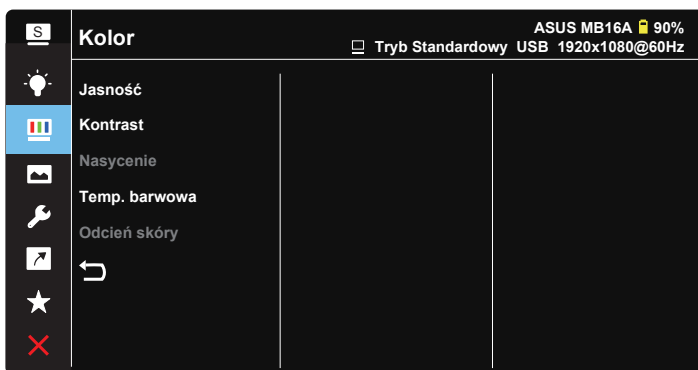 S
Kolor
ASUS MB16A 90%
Tryb Standardowy USB 1920x1080@60Hz
Jasność
Kontrast
Nasycenie
Temp. barwowa
Odcień skóry